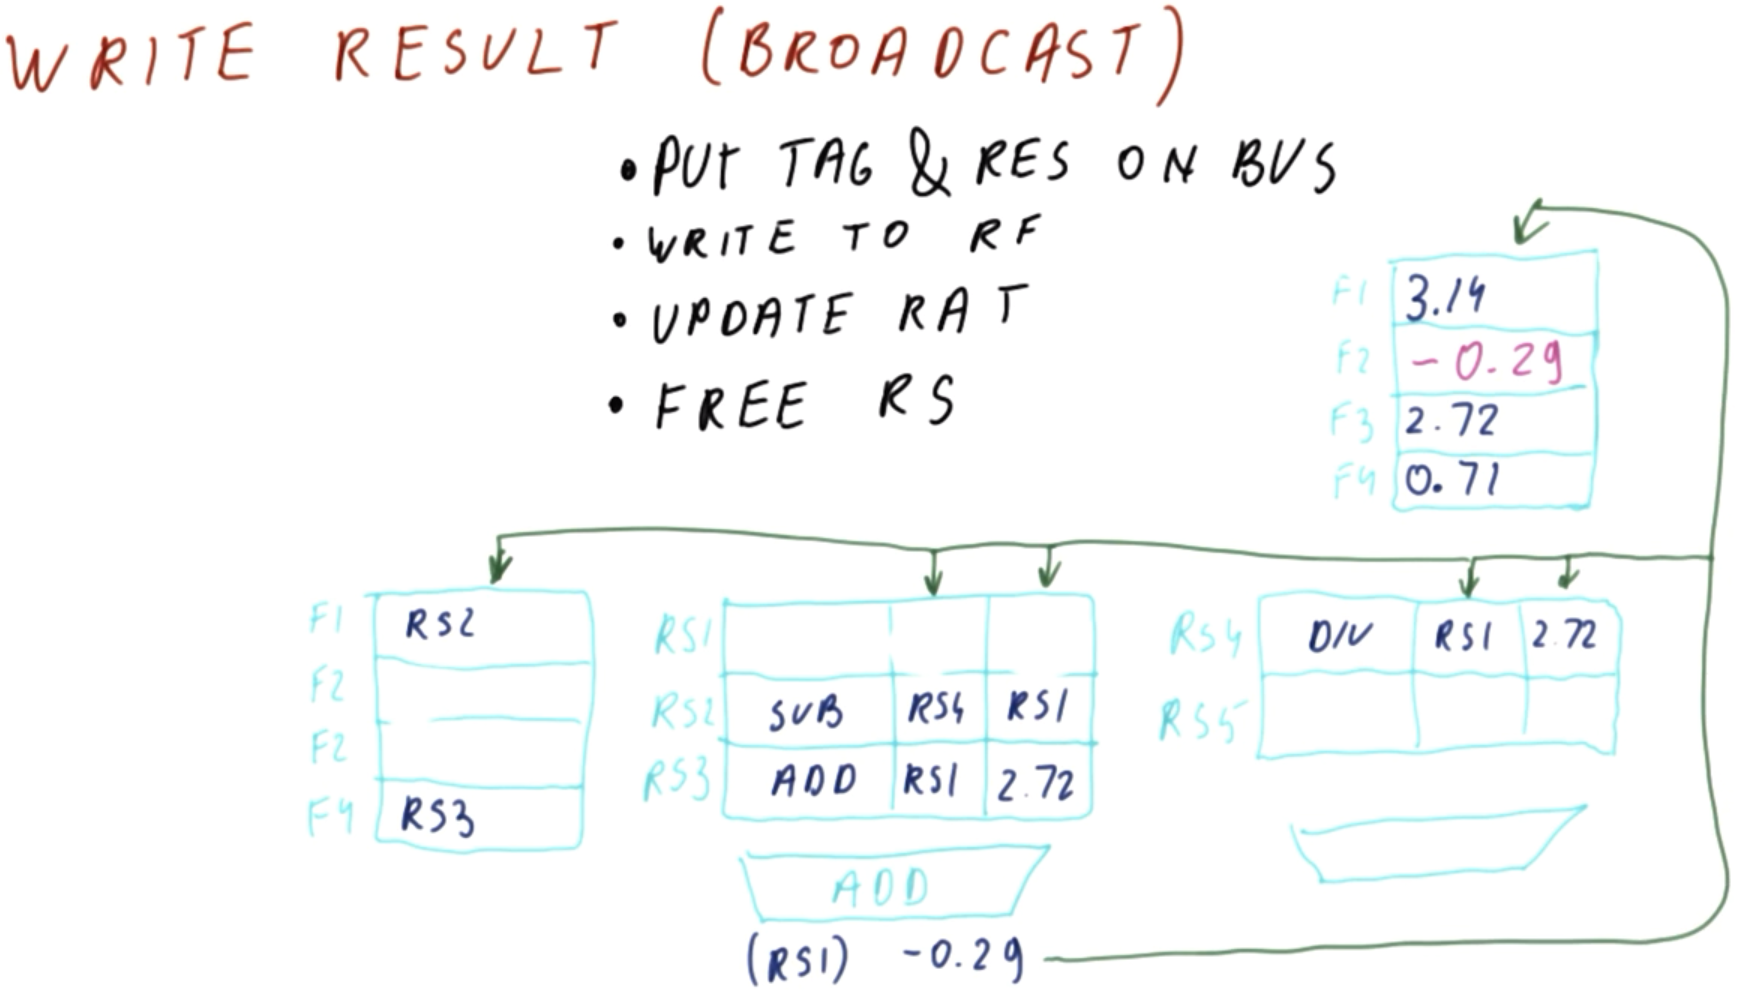 WRITE RESULT (BROADCAST)
• PUT TAG & RES ON BUS
• WRITE TO RF
• UPDATE RAT
• FREE RS
F1 3.14
F2 -0.29
F3 2.72
F4 0.71
F1 RS2
F2
F2
F4 RS3
RS1
RS2 SUB RS4 RS1
RS3 ADD RS1 2.72
ADD
(RS1) -0.29
RS4 DIV RS1 2.72
RS5